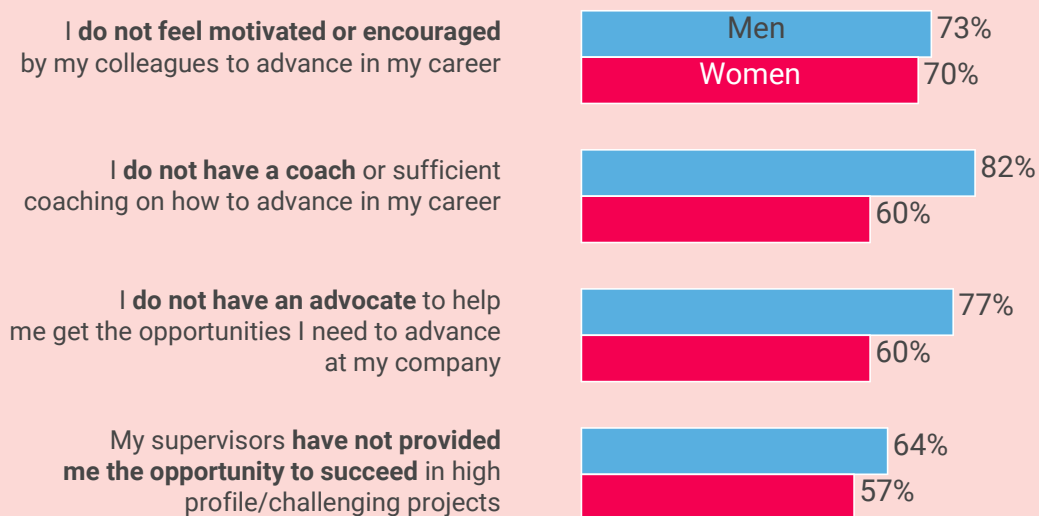 I do not feel motivated or encouraged
by my colleagues to advance in my career
Men
73%
Women
70%
I do not have a coach or sufficient
coaching on how to advance in my career
82%
60%
I do not have an advocate to help
me get the opportunities I need to advance
at my company
77%
60%
My supervisors have not provided
me the opportunity to succeed in high
profile/challenging projects
64%
57%